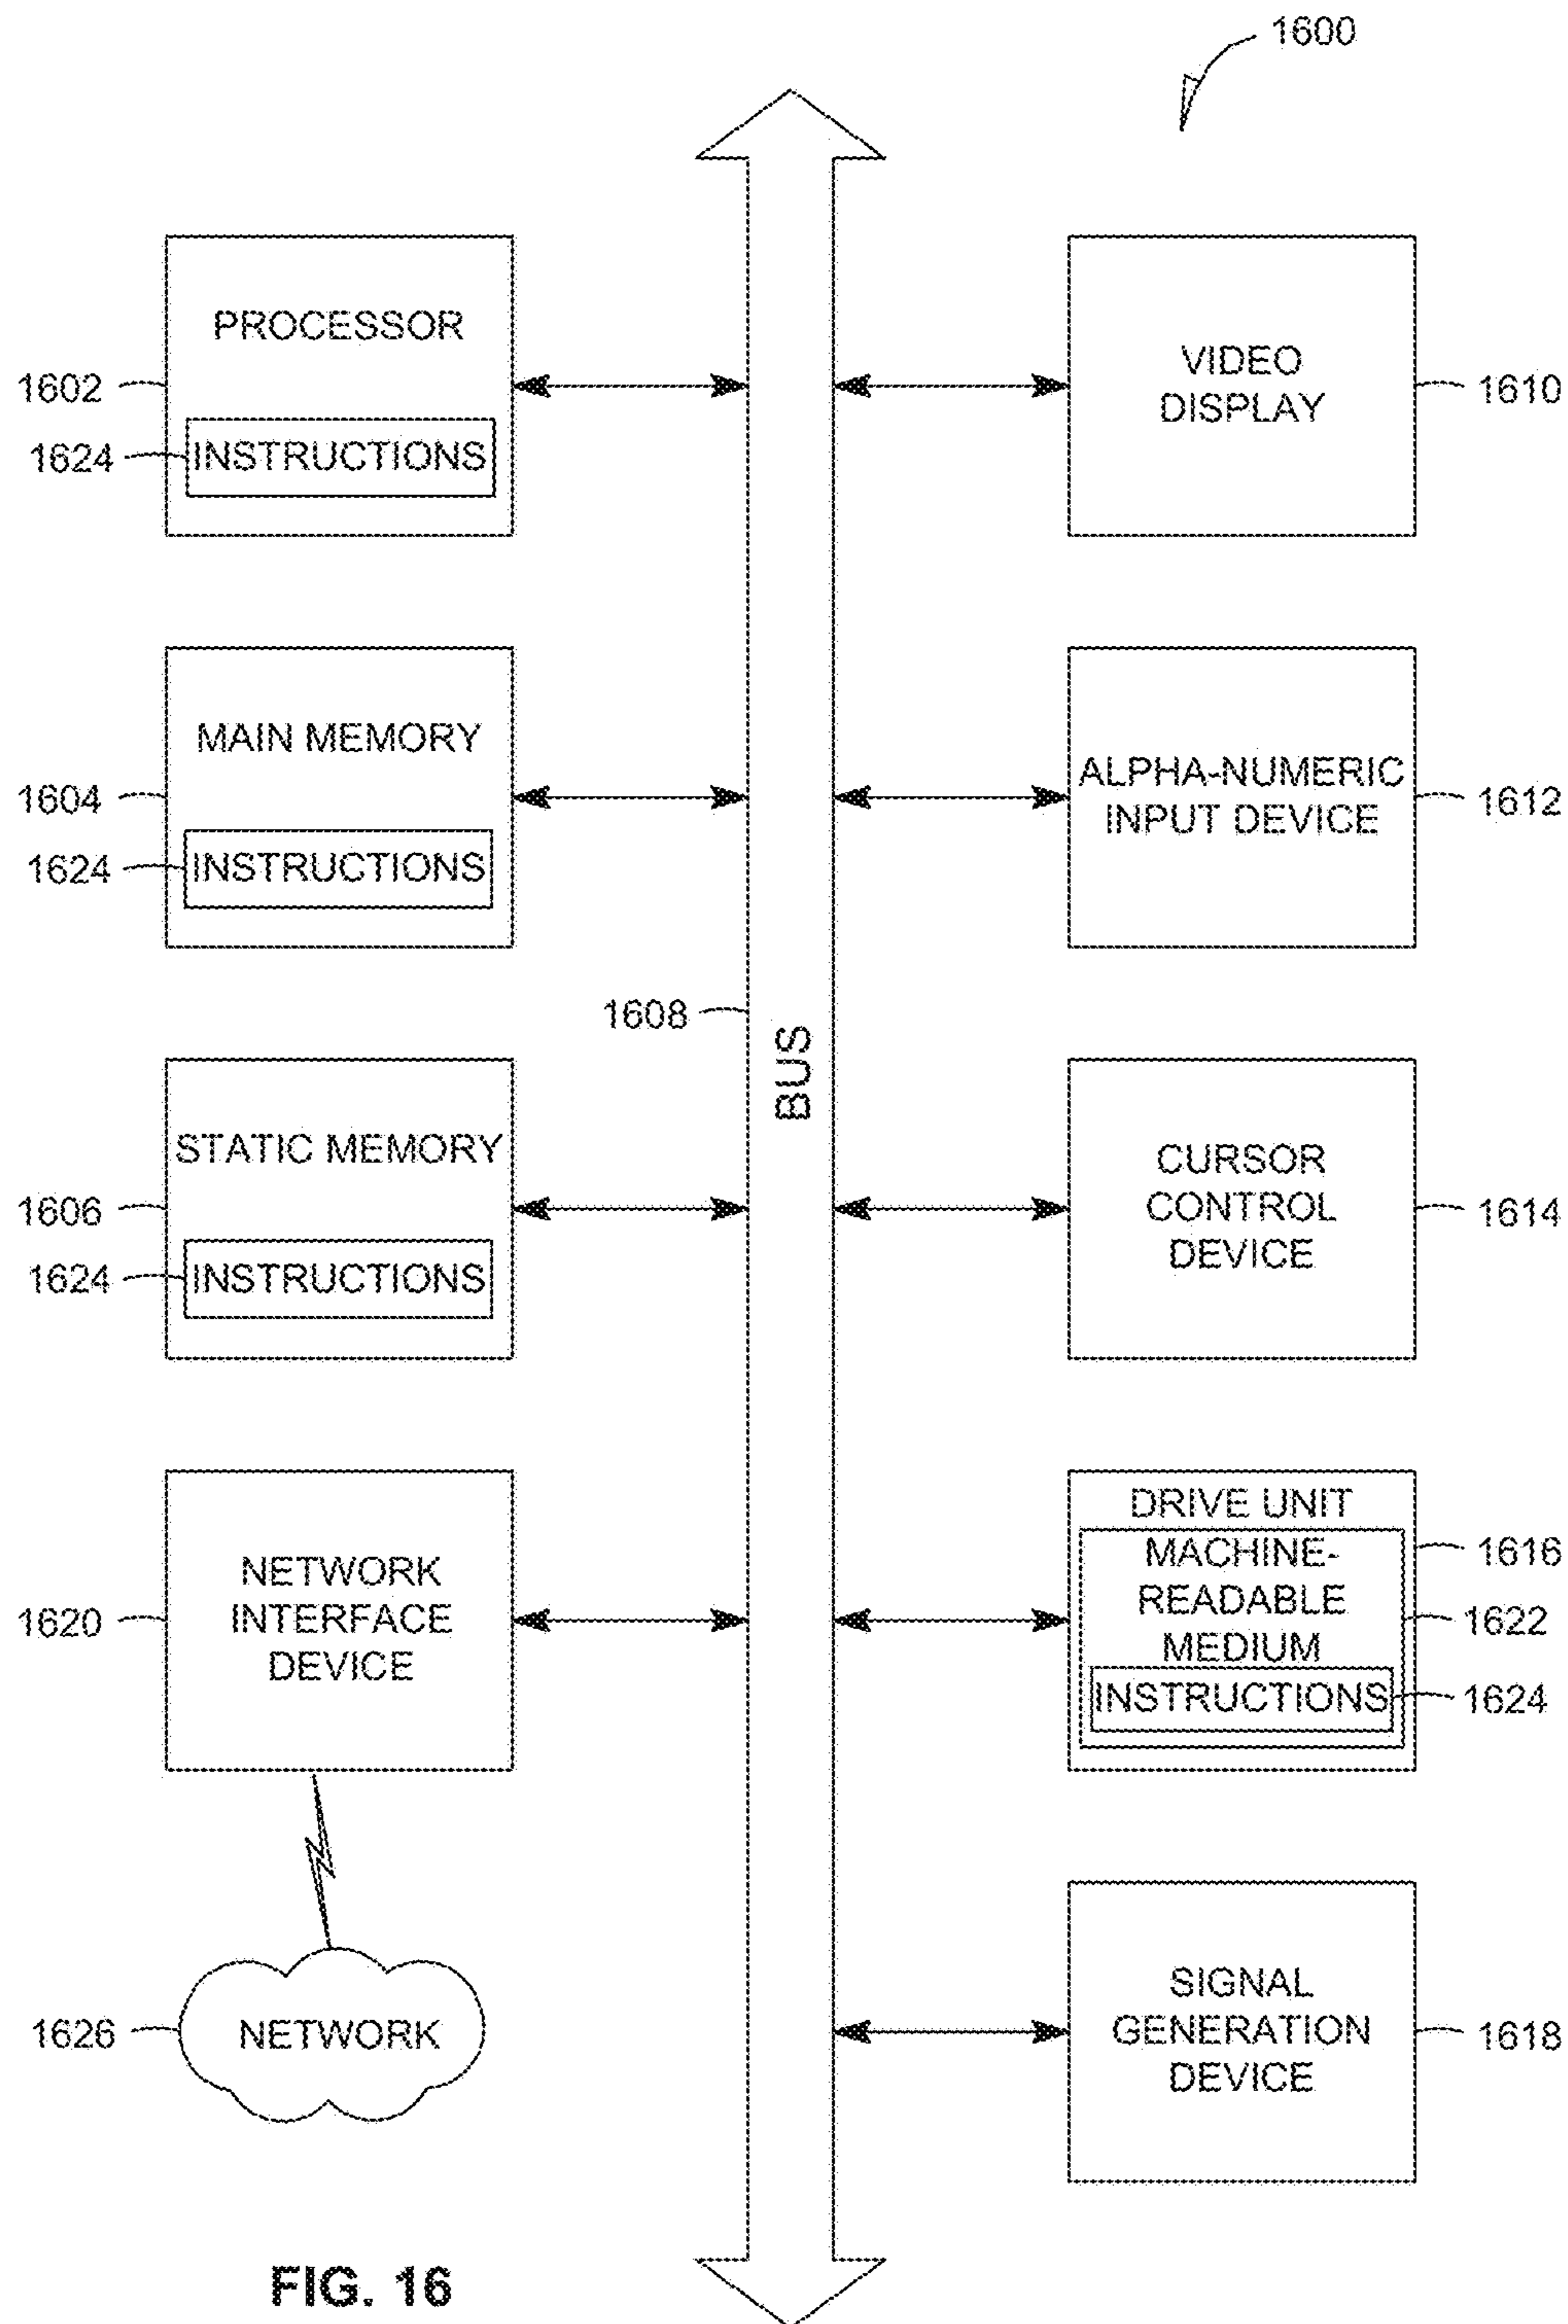 1600
PROCESSOR
1602
1624
INSTRUCTIONS
VIDEO
DISPLAY
1610
MAIN MEMORY
1604
1624
INSTRUCTIONS
ALPHA-NUMERIC
INPUT DEVICE
1612
1608
BUS
STATIC MEMORY
1606
1624
INSTRUCTIONS
CURSOR
CONTROL
DEVICE
1614
NETWORK
INTERFACE
DEVICE
1620
DRIVE UNIT
MACHINE-
READABLE
MEDIUM
INSTRUCTIONS
1616
1622
1624
1626
NETWORK
SIGNAL
GENERATION
DEVICE
1618
FIG. 16